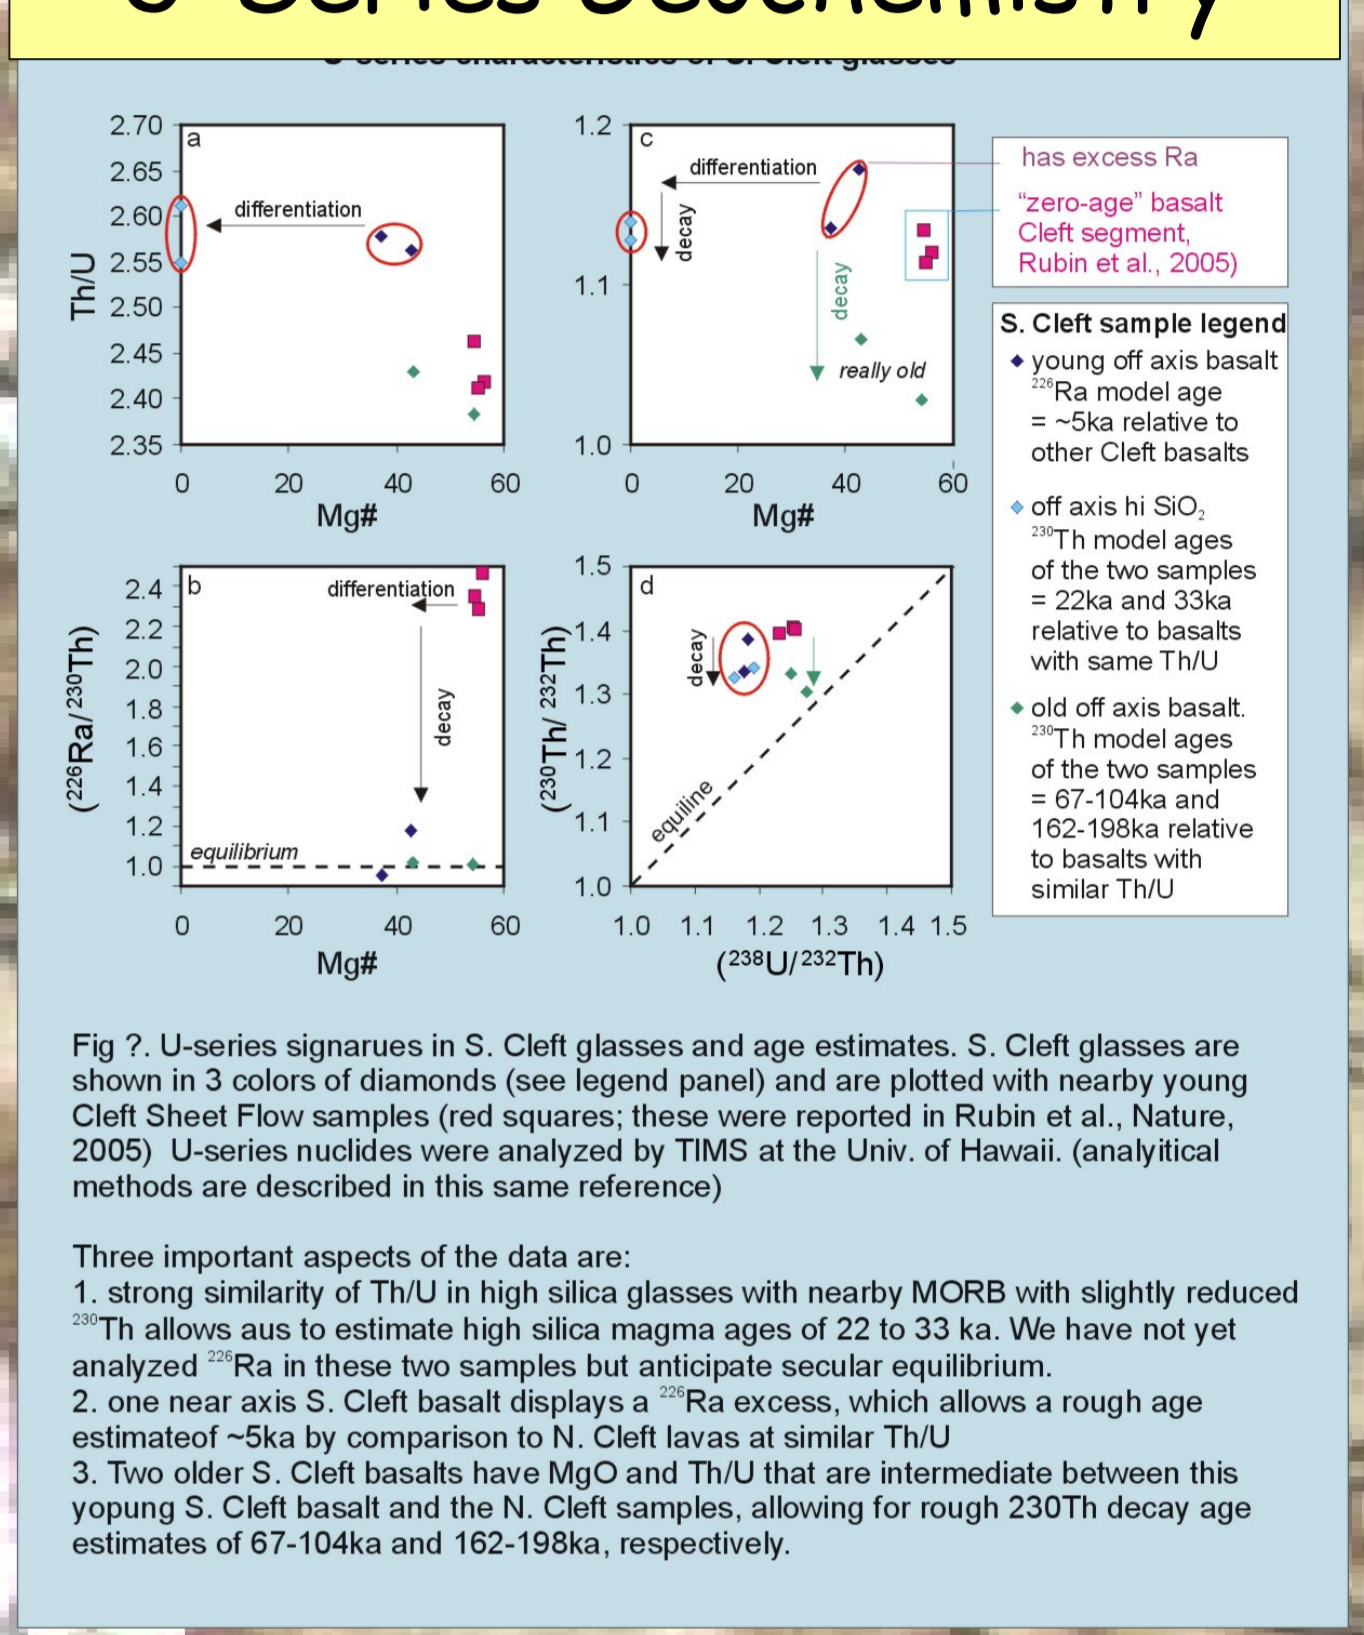 U-Series Geochemistry
U-series characteristics of S. Cleft glasses
a
2.70
2.65
2.60
2.55
2.50
2.45
2.40
2.35
Th/U
differentiation
0 20 40 60
Mg#
c
1.2
1.1
1.0
differentiation
decay
decay
really old
0 20 40 60
Mg#
has excess Ra
“zero-age” basalt
Cleft segment,
Rubin et al., 2005)
b
2.4
2.2
2.0
1.8
1.6
1.4
1.2
1.0
(²²⁶Ra/²³⁰Th)
differentiation
decay
equilibrium
0 20 40 60
Mg#
d
1.5
1.4
1.3
1.2
1.1
1.0
(²³⁰Th/ ²³²Th)
decay
equiline
1.0 1.1 1.2 1.3 1.4 1.5
(²³⁸U/²³²Th)
S. Cleft sample legend
young off axis basalt
²²⁶Ra model age
= ~5ka relative to
other Cleft basalts
off axis hi SiO₂
²³⁰Th model ages
of the two samples
= 22ka and 33ka
relative to basalts
with same Th/U
old off axis basalt.
²³⁰Th model ages
of the two samples
= 67-104ka and
162-198ka relative
to basalts with
similar Th/U
Fig ?. U-series signarues in S. Cleft glasses and age estimates. S. Cleft glasses are
shown in 3 colors of diamonds (see legend panel) and are plotted with nearby young
Cleft Sheet Flow samples (red squares; these were reported in Rubin et al., Nature,
2005)  U-series nuclides were analyzed by TIMS at the Univ. of Hawaii. (analyitical
methods are described in this same reference)
Three important aspects of the data are:
1. strong similarity of Th/U in high silica glasses with nearby MORB with slightly reduced
²³⁰Th allows aus to estimate high silica magma ages of 22 to 33 ka. We have not yet
analyzed ²²⁶Ra in these two samples but anticipate secular equilibrium.
2. one near axis S. Cleft basalt displays a ²²⁶Ra excess, which allows a rough age
estimateof ~5ka by comparison to N. Cleft lavas at similar Th/U
3. Two older S. Cleft basalts have MgO and Th/U that are intermediate between this
yopung S. Cleft basalt and the N. Cleft samples, allowing for rough 230Th decay age
estimates of 67-104ka and 162-198ka, respectively.